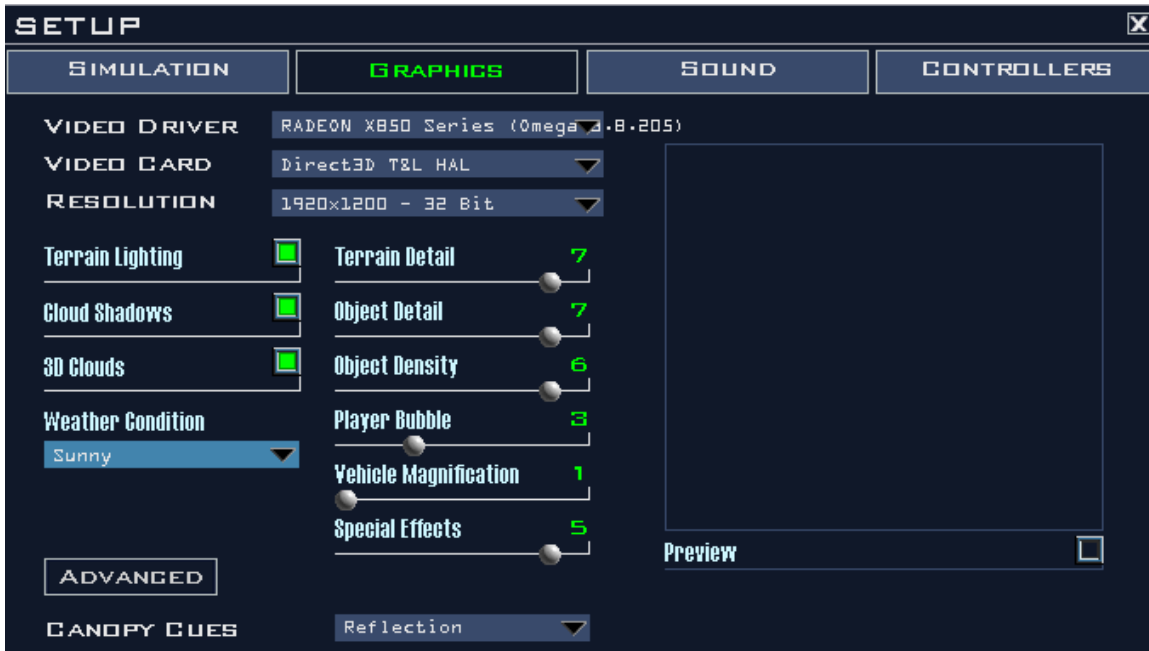 SETUP X
SIMULATION GRAPHICS SOUND CONTROLLERS
VIDEO DRIVER RADEON X850 Series (Omega 3.8.205)
VIDEO CARD Direct3D T&L HAL
RESOLUTION 1920x1200 - 32 Bit
Terrain Lighting Terrain Detail 7
Cloud Shadows Object Detail 7
3D Clouds Object Density 6
Weather Condition Player Bubble 3
Sunny
Vehicle Magnification 1
Special Effects 5
Preview
ADVANCED
CANOPY CUES Reflection